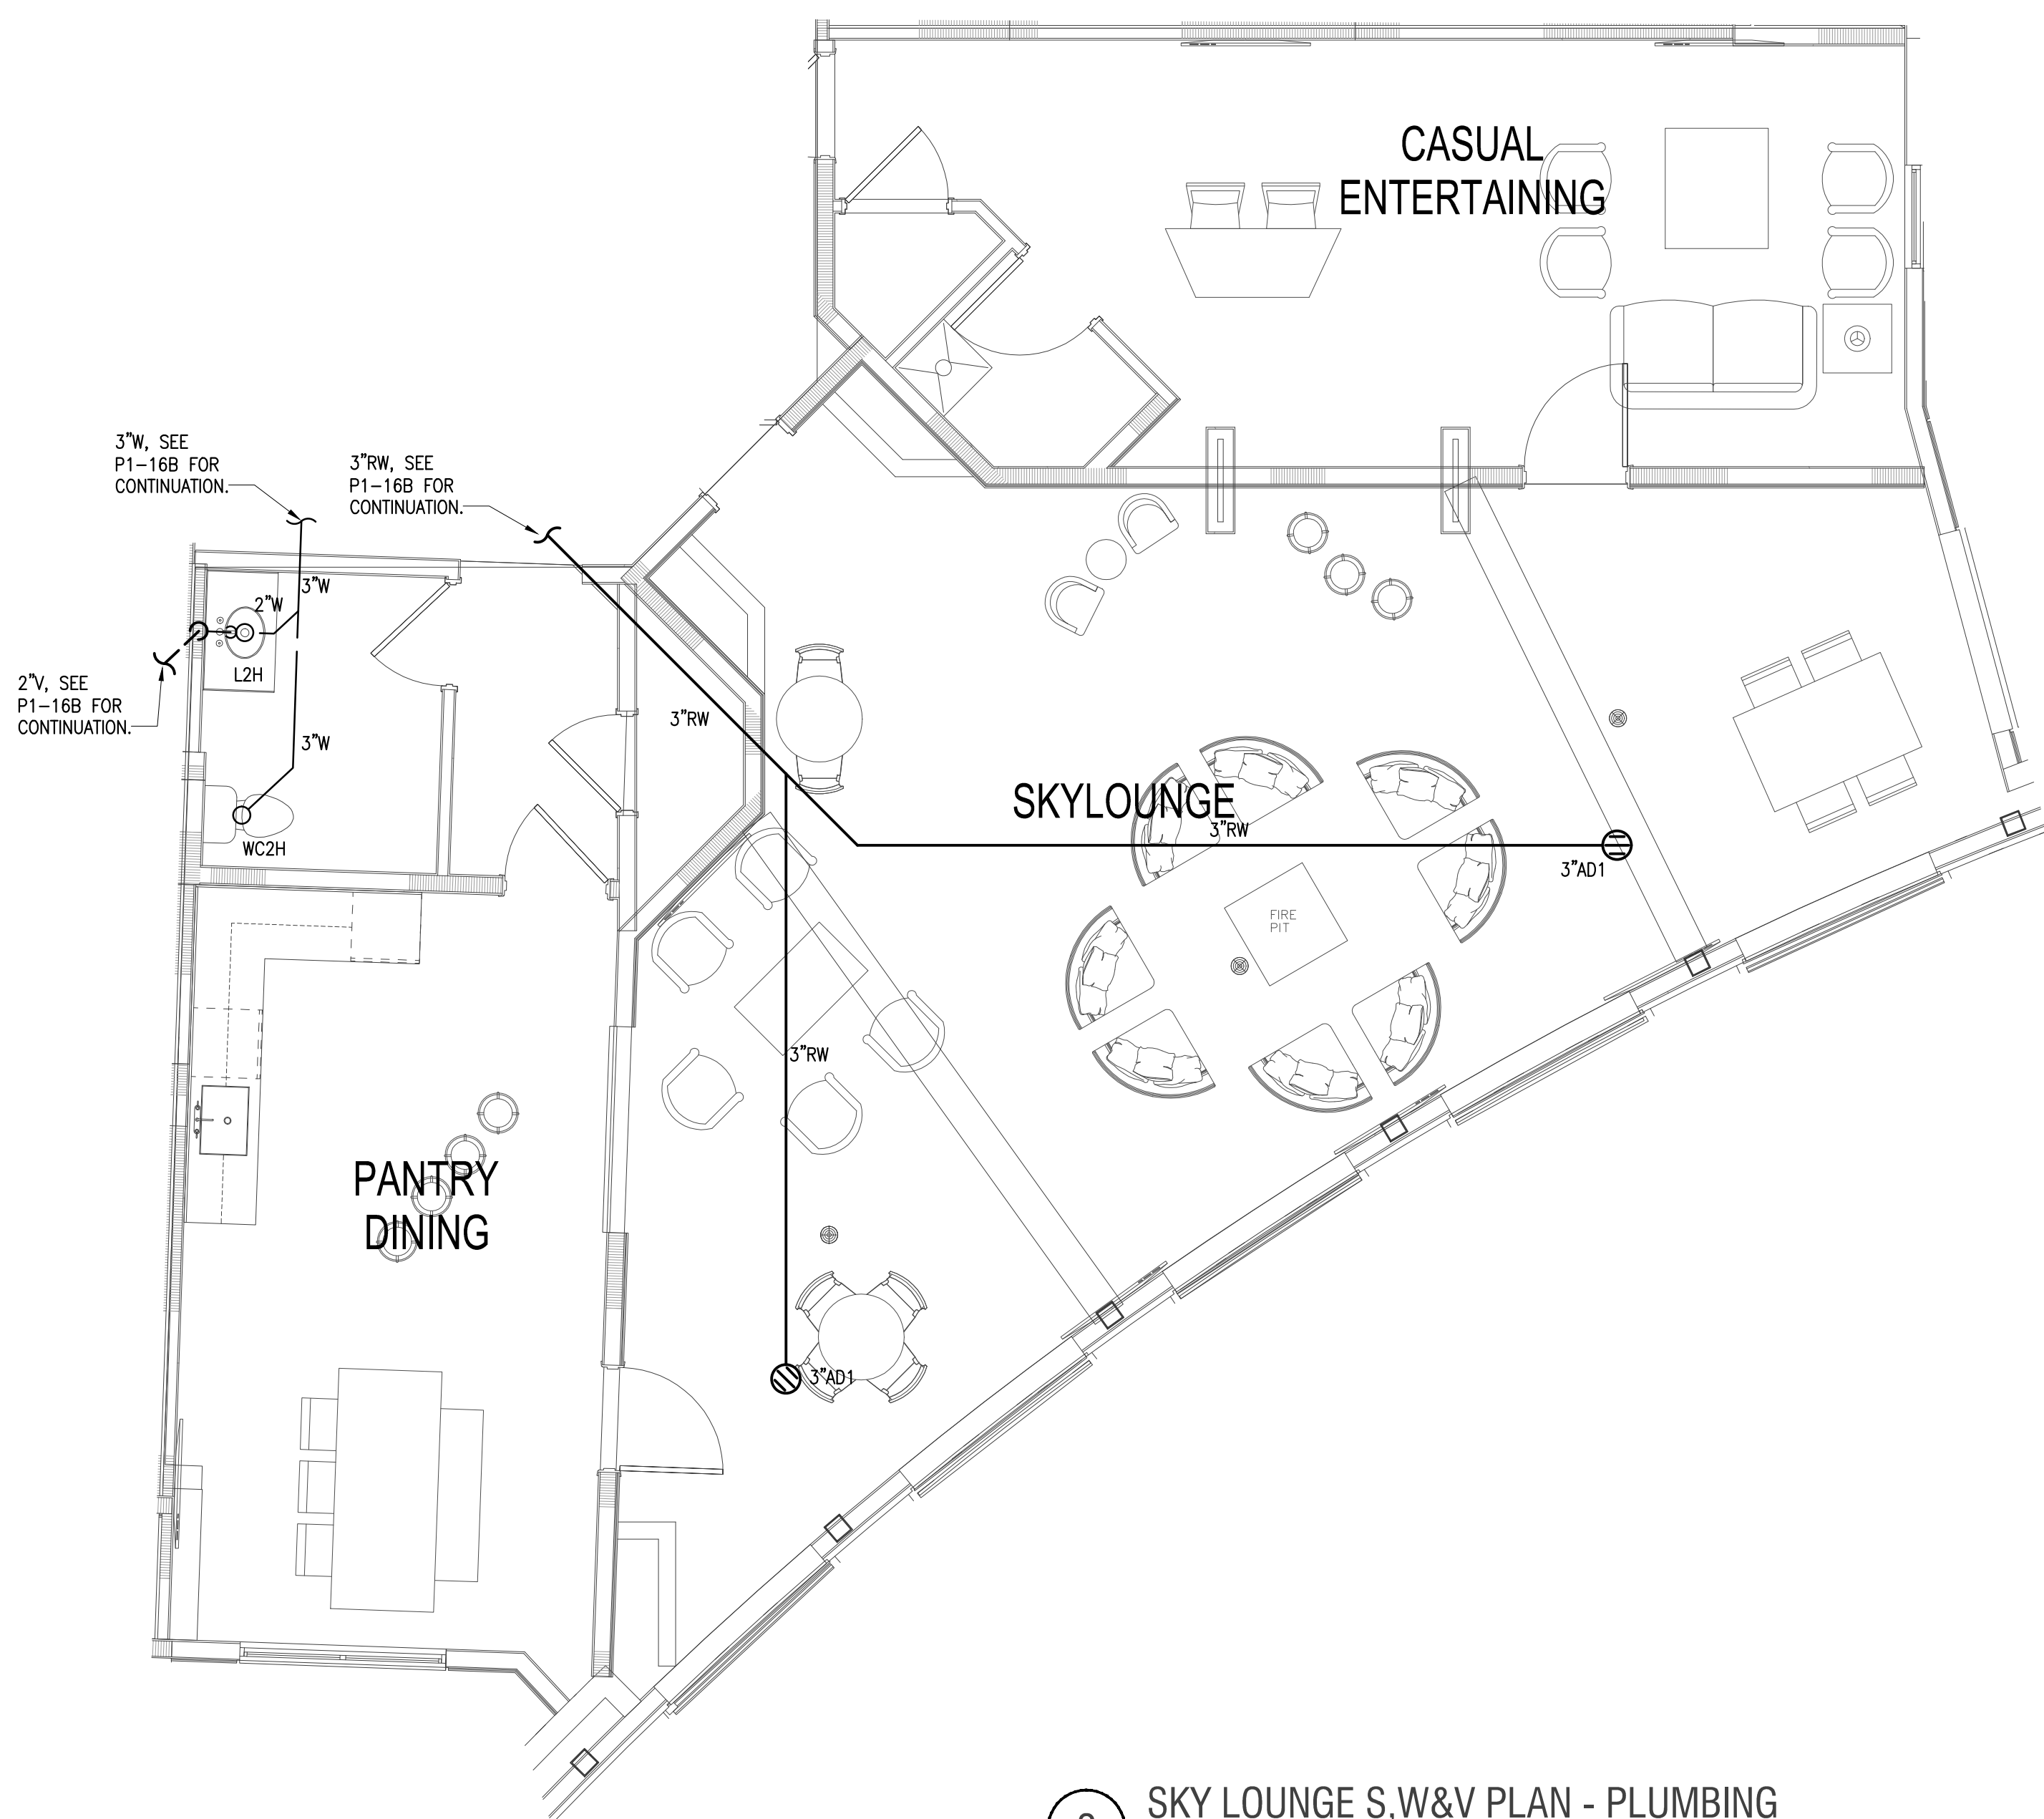 CASUAL
ENTERTAINING
3"W, SEE
P1-16B FOR
CONTINUATION.
3"RW, SEE
P1-16B FOR
CONTINUATION.
3"W
2"W
L2H
2"V, SEE
P1-16B FOR
CONTINUATION.
3"W
3"RW
WC2H
SKYLOUNGE
3"RW
3"AD1
FIRE
PIT
3"RW
PANTRY
DINING
3"AD1
SKY LOUNGE S,W&V PLAN - PLUMBING